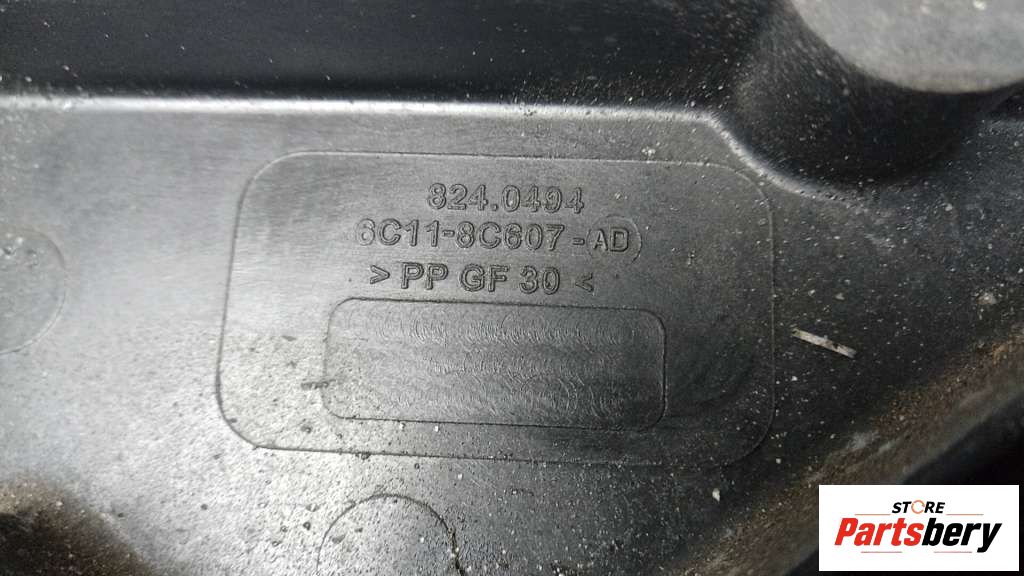 824.0494
6C11-8C607-AD
> PP GF 30 <
STORE
Partsbery